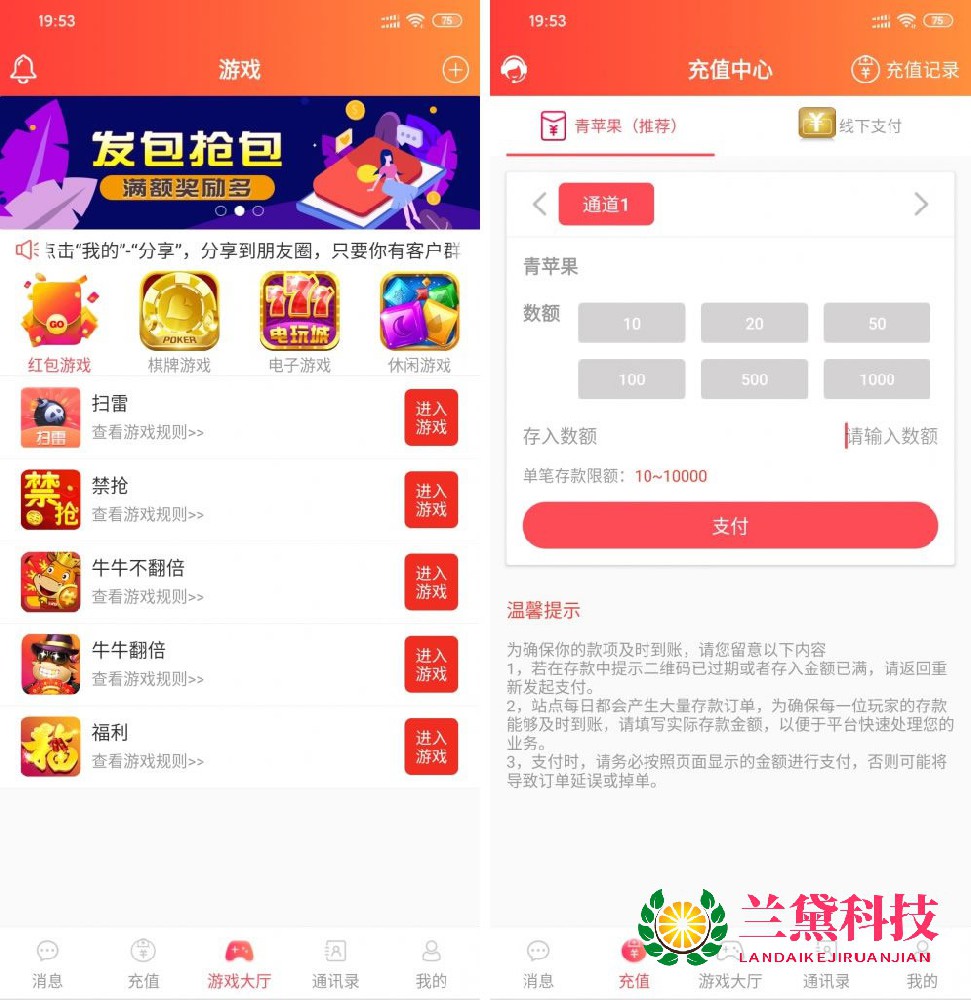 19:53
75
游戏
发包抢包
满额奖励多
点击“我的”-“分享”，分享到朋友圈，只要你有客户群
GO
POKER
777
电玩城
红包游戏
棋牌游戏
电子游戏
休闲游戏
扫雷
扫雷
查看游戏规则>>
进入
游戏
禁抢
禁抢
查看游戏规则>>
进入
游戏
牛牛不翻倍
查看游戏规则>>
进入
游戏
牛牛翻倍
查看游戏规则>>
进入
游戏
福
福利
查看游戏规则>>
进入
游戏
消息
充值
游戏大厅
通讯录
我的
19:53
75
充值中心
充值记录
青苹果（推荐）
线下支付
通道1
青苹果
数额
10
20
50
100
500
1000
存入数额
请输入数额
单笔存款限额：10~10000
支付
温馨提示
为确保你的款项及时到账，请您留意以下内容
1，若在存款中提示二维码已过期或者存入金额已满，请返回重
新发起支付。
2，站点每日都会产生大量存款订单，为确保每一位玩家的存款
能够及时到账，请填写实际存款金额，以便于平台快速处理您的
业务。
3，支付时，请务必按照页面显示的金额进行支付，否则可能将
导致订单延误或掉单。
兰黛科技
LANDAIKEJIRUANJIAN
消息
充值
游戏大厅
通讯录
我的